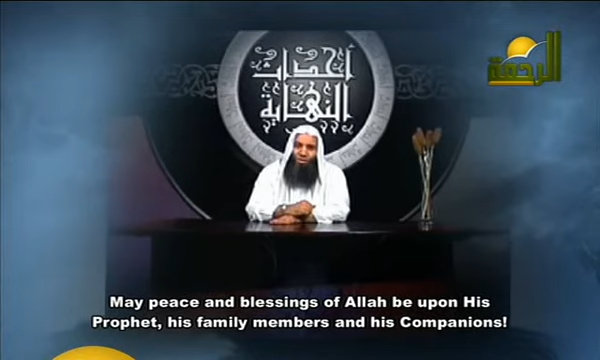 الرحمة
أحداث
النهاية
May peace and blessings of Allah be upon His
Prophet, his family members and his Companions!